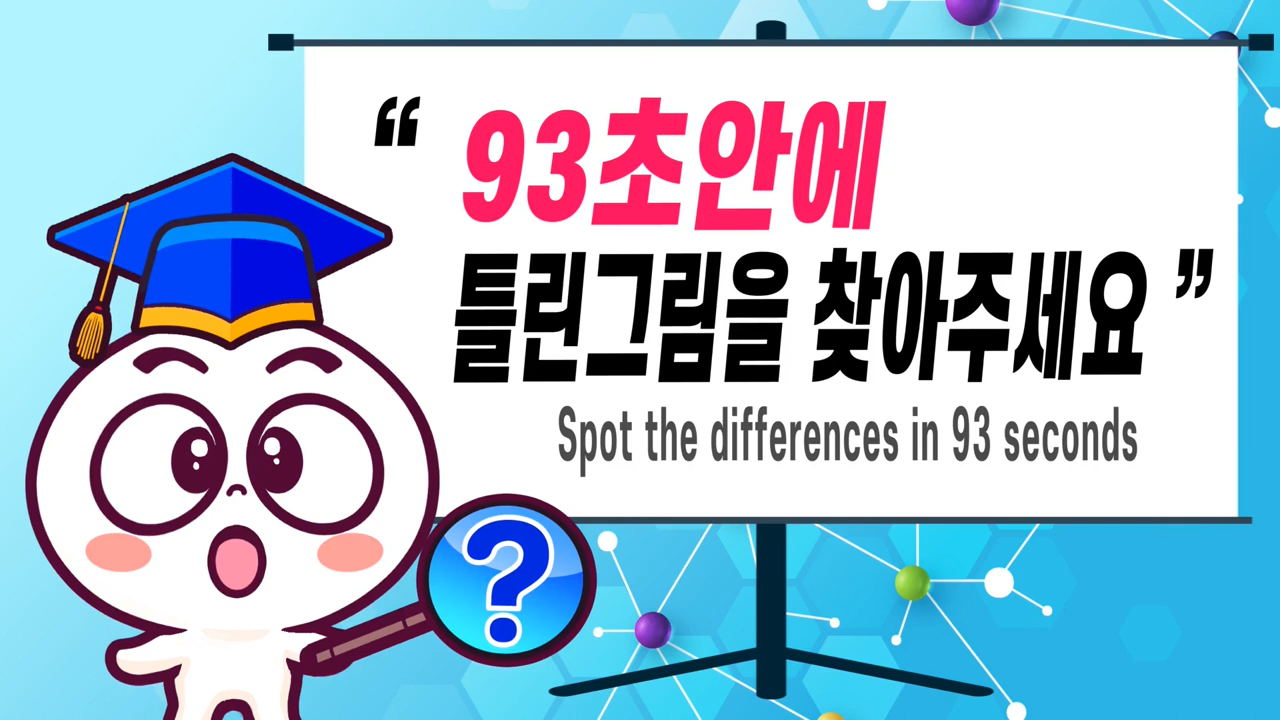 “ 93초안에
틀린그림을 찾아주세요 ”
Spot the differences in 93 seconds
?